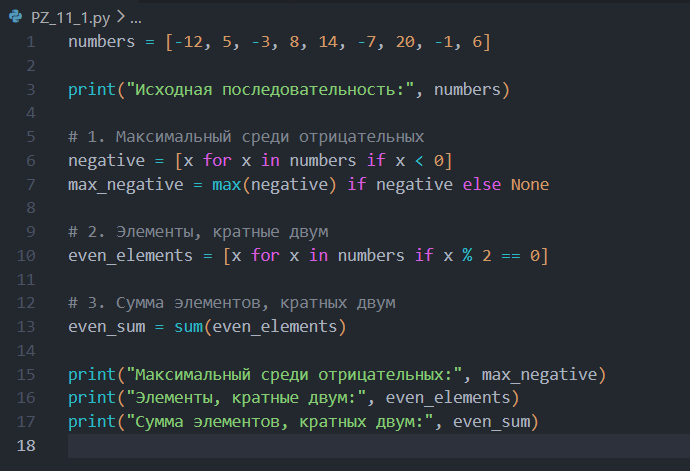 PZ_11_1.py > ...
1 numbers = [-12, 5, -3, 8, 14, -7, 20, -1, 6]
2
3 print("Исходная последовательность:", numbers)
4
5 # 1. Максимальный среди отрицательных
6 negative = [x for x in numbers if x < 0]
7 max_negative = max(negative) if negative else None
8
9 # 2. Элементы, кратные двум
10 even_elements = [x for x in numbers if x % 2 == 0]
11
12 # 3. Сумма элементов, кратных двум
13 even_sum = sum(even_elements)
14
15 print("Максимальный среди отрицательных:", max_negative)
16 print("Элементы, кратные двум:", even_elements)
17 print("Сумма элементов, кратных двум:", even_sum)
18